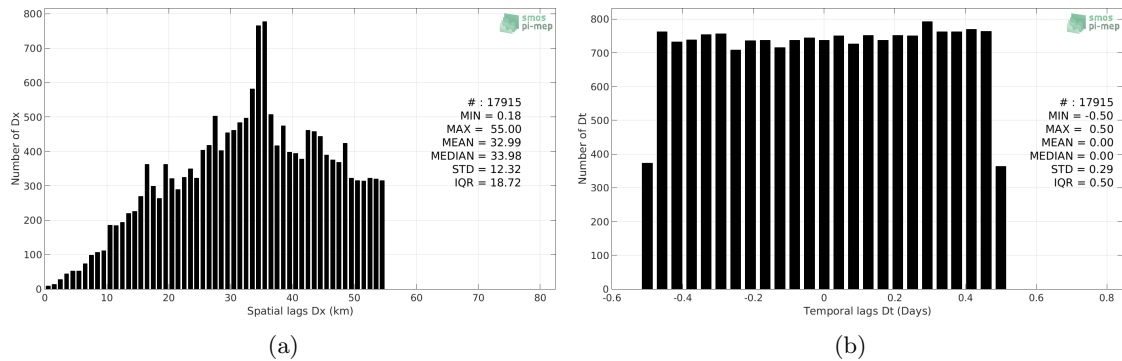 800
700
600
500
400
300
200
100
0
Number of Dx
0
10
20
30
40
50
60
70
80
Spatial lags Dx (km)
smos
pi-mep
# : 17915
MIN = 0.18
MAX = 55.00
MEAN = 32.99
MEDIAN = 33.98
STD = 12.32
IQR = 18.72
(a)
800
700
600
500
400
300
200
100
0
Number of Dt
-0.6
-0.4
-0.2
0
0.2
0.4
0.6
0.8
Temporal lags Dt (Days)
smos
pi-mep
# : 17915
MIN = -0.50
MAX = 0.50
MEAN = 0.00
MEDIAN = 0.00
STD = 0.29
IQR = 0.50
(b)